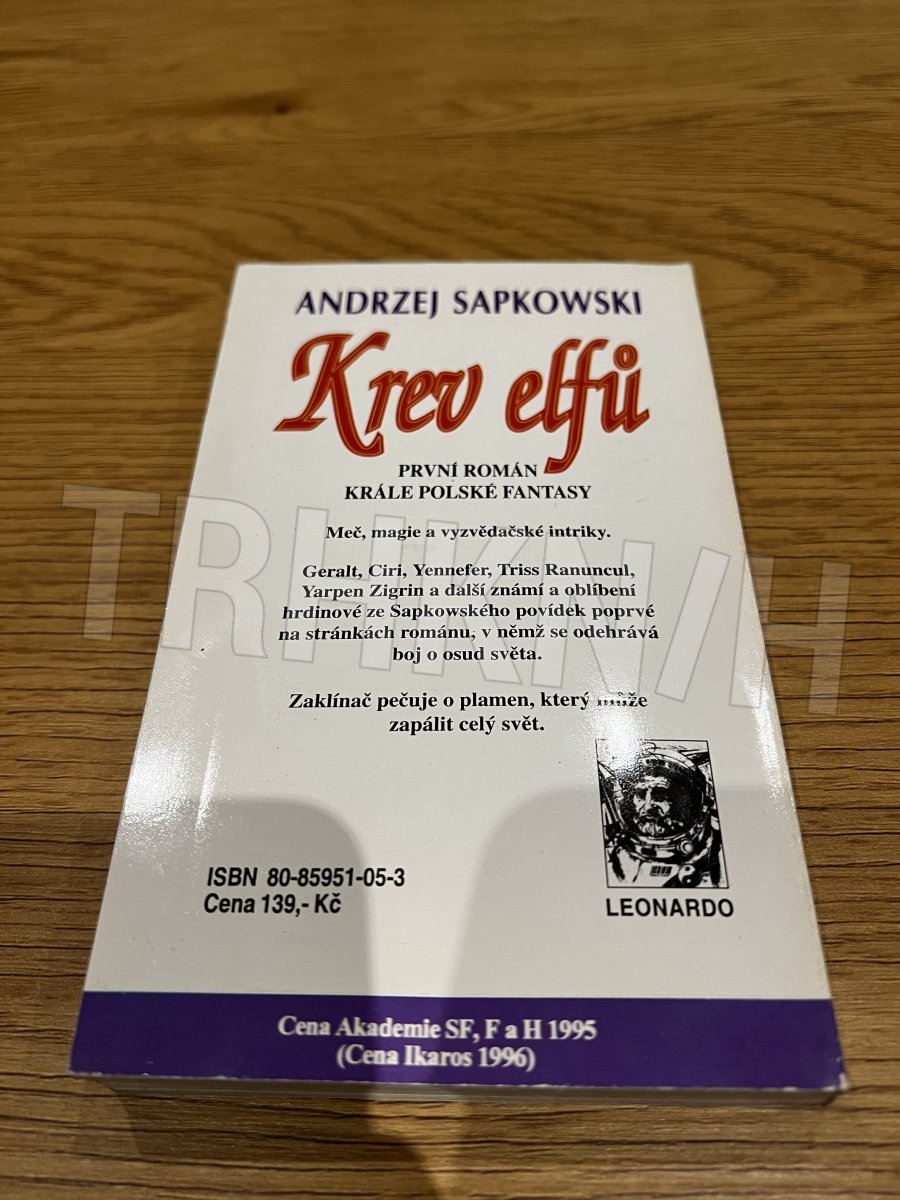 ANDRZEJ SAPKOWSKI
Krev elfů
PRVNÍ ROMÁN
KRÁLE POLSKÉ FANTASY
Meč, magie a vyzvědačské intriky.
Geralt, Ciri, Yennefer, Triss Ranuncul,
Yarpen Zigrin a další známí a oblíbení
hrdinové ze Sapkowského povídek poprvé
na stránkách románu, v němž se odehrává
boj o osud světa.
Zaklínač pečuje o plamen, který může
zapálit celý svět.
ISBN 80-85951-05-3
Cena 139,- Kč
LEONARDO
Cena Akademie SF, F a H 1995
(Cena Ikaros 1996)
TRHKNIH